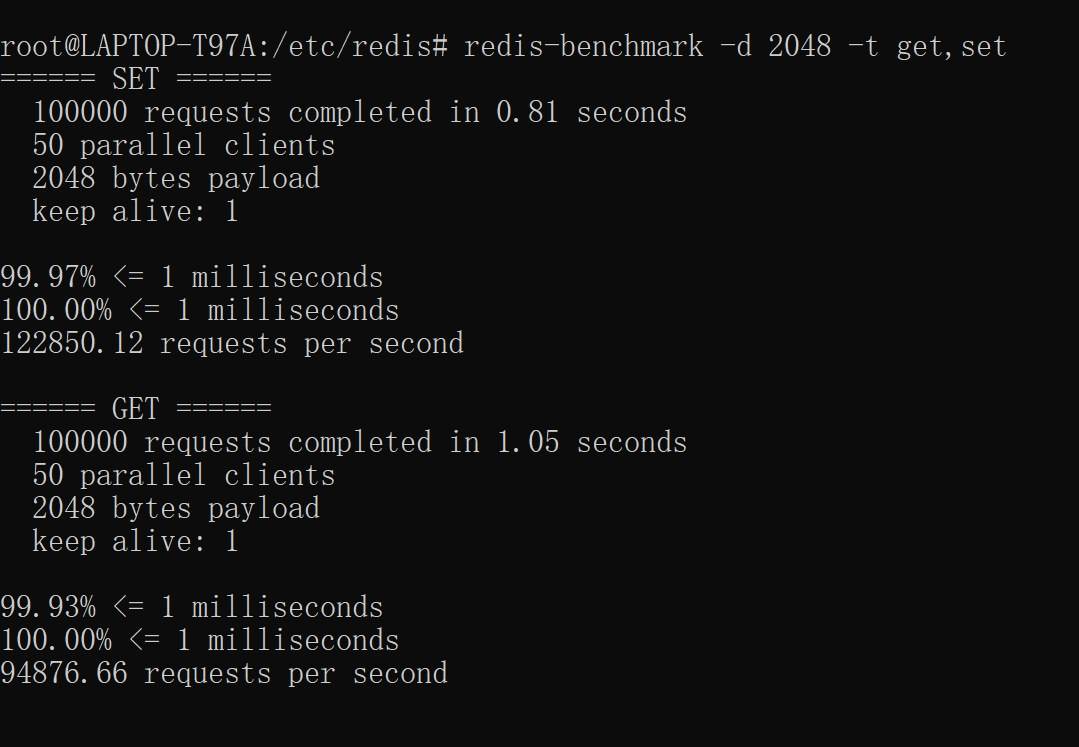 root@LAPTOP-T97A:/etc/redis# redis-benchmark -d 2048 -t get,set
====== SET ======
100000 requests completed in 0.81 seconds
50 parallel clients
2048 bytes payload
keep alive: 1
99.97% <= 1 milliseconds
100.00% <= 1 milliseconds
122850.12 requests per second
====== GET ======
100000 requests completed in 1.05 seconds
50 parallel clients
2048 bytes payload
keep alive: 1
99.93% <= 1 milliseconds
100.00% <= 1 milliseconds
94876.66 requests per second